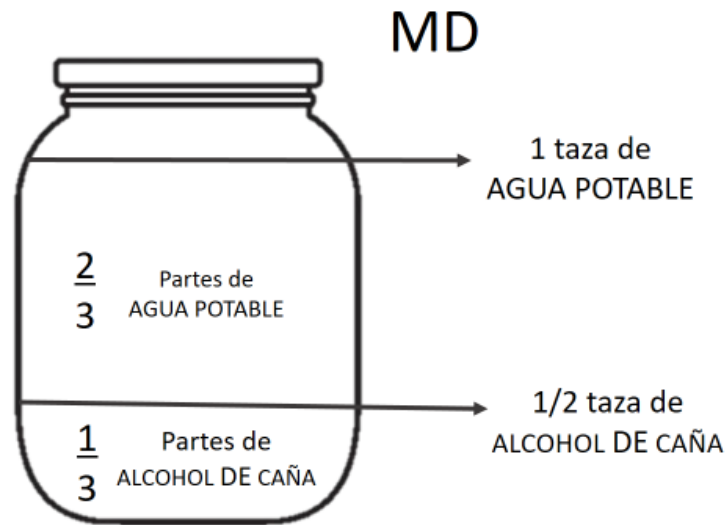 MD
1 taza de
AGUA POTABLE
2
3
Partes de
AGUA POTABLE
1/2 taza de
ALCOHOL DE CAÑA
1
3
Partes de
ALCOHOL DE CAÑA